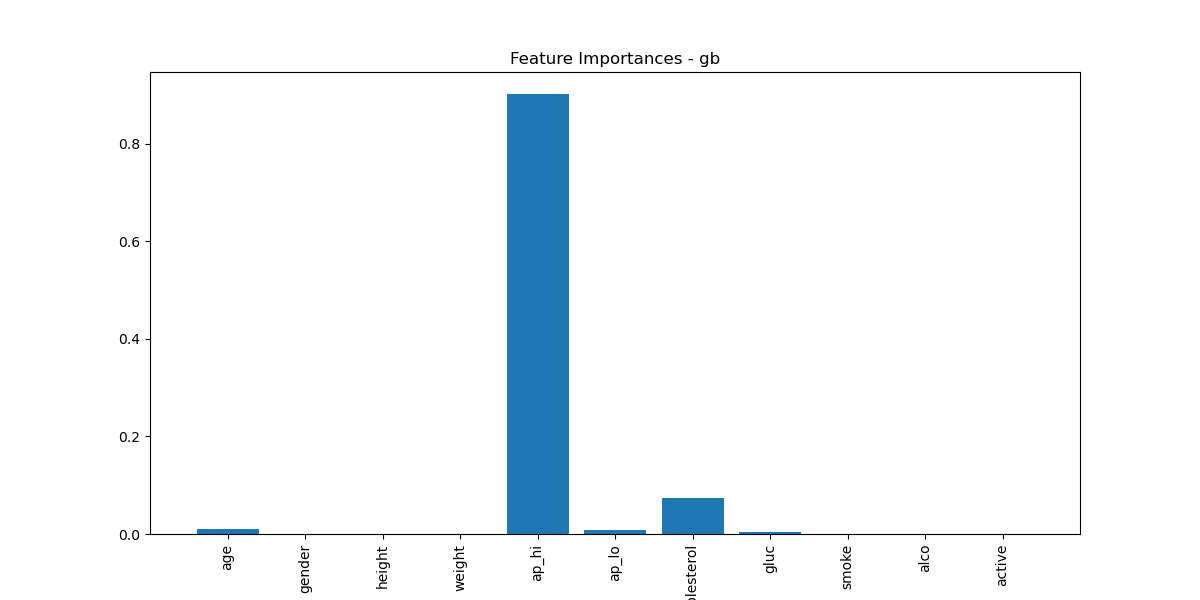 Feature Importances - gb
0.8
0.6
0.4
0.2
0.0
age
gender
height
weight
ap_hi
ap_lo
olesterol
gluc
smoke
alco
active